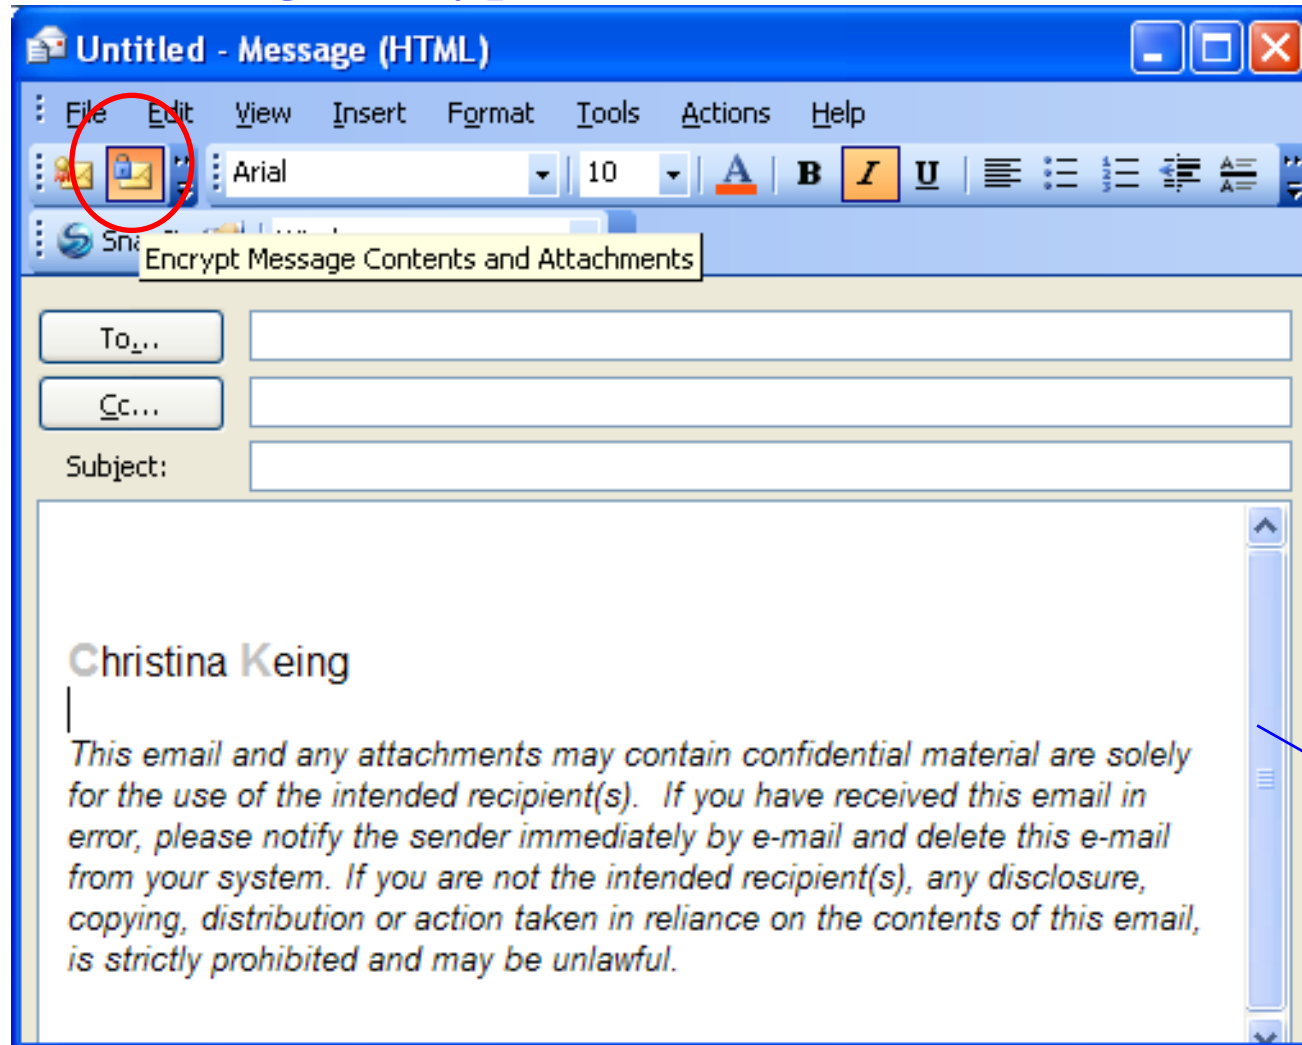 Untitled - Message (HTML)
File Edit View Insert Format Tools Actions Help
Arial 10 A B I U
Encrypt Message Contents and Attachments
To...
Cc...
Subject:
Christina Keing
This email and any attachments may contain confidential material are solely
for the use of the intended recipient(s). If you have received this email in
error, please notify the sender immediately by e-mail and delete this e-mail
from your system. If you are not the intended recipient(s), any disclosure,
copying, distribution or action taken in reliance on the contents of this email,
is strictly prohibited and may be unlawful.